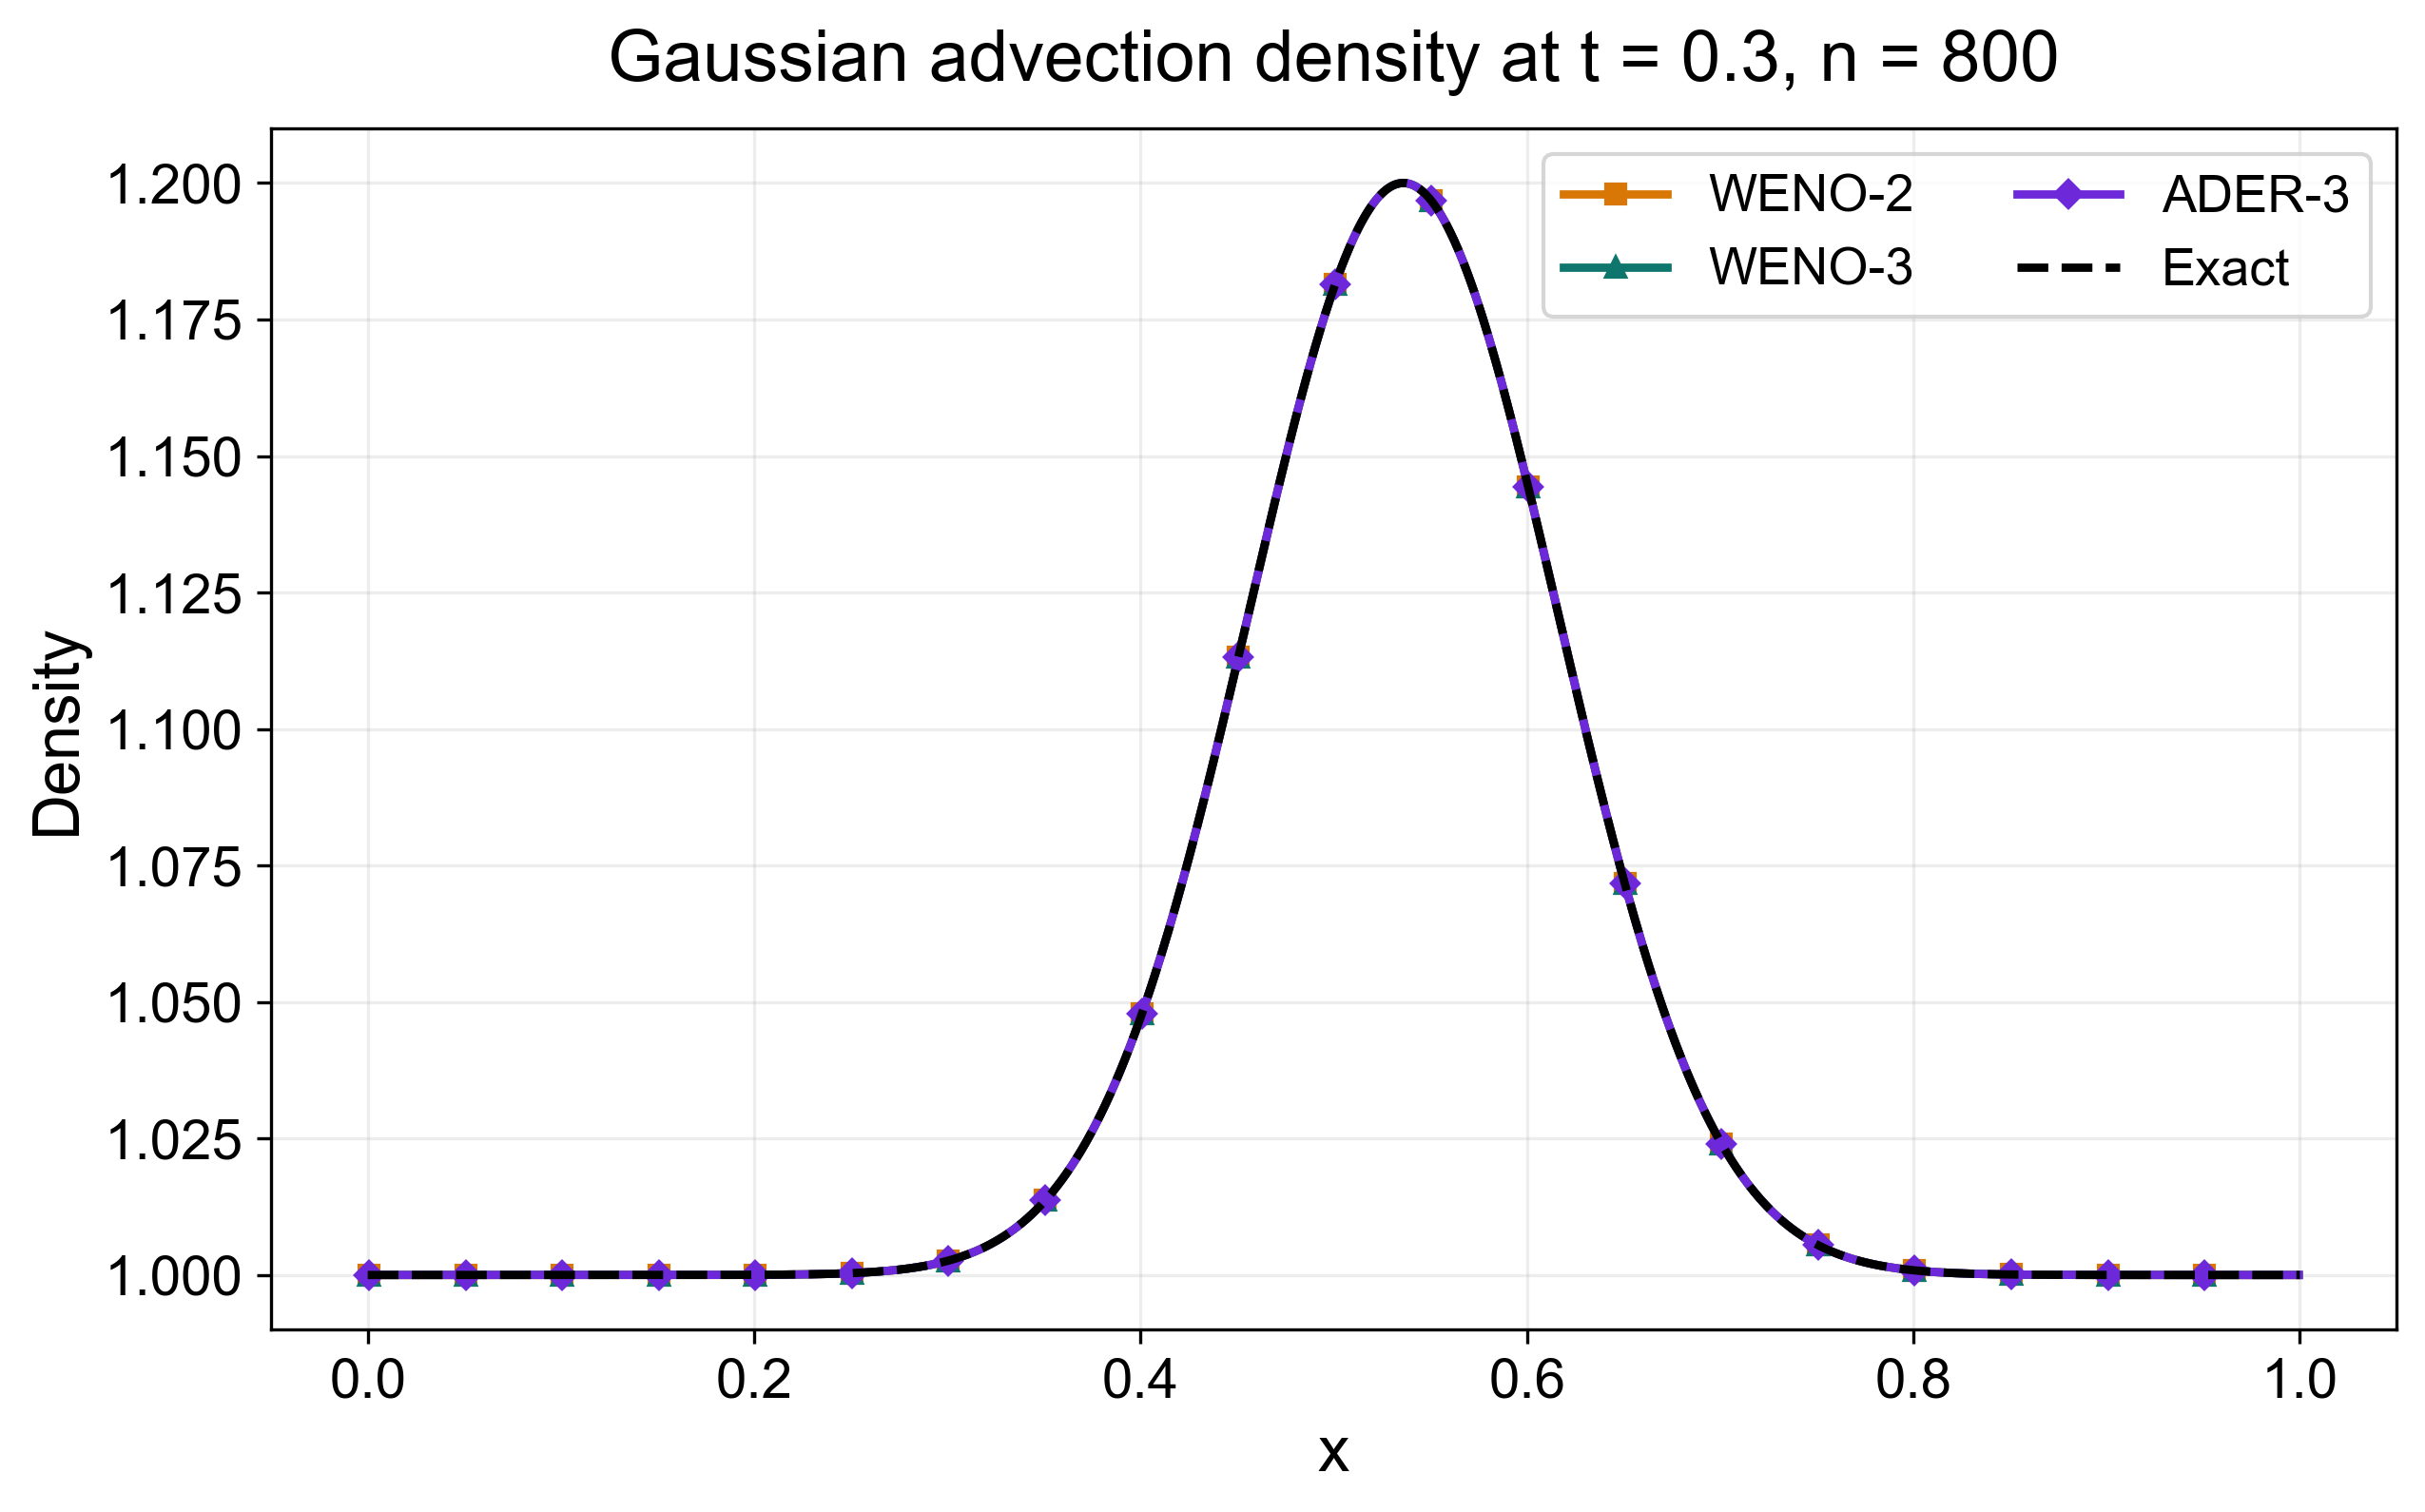 Gaussian advection density at t = 0.3, n = 800
WENO-2
WENO-3
ADER-3
Exact
Density
1.200
1.175
1.150
1.125
1.100
1.075
1.050
1.025
1.000
0.0
0.2
0.4
0.6
0.8
1.0
x